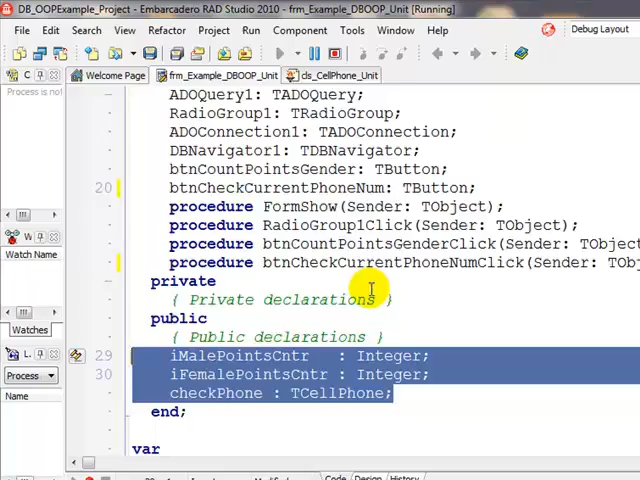 DB_OOPExample_Project - Embarcadero RAD Studio 2010 - frm_Example_DBOOP_Unit [Running]
File Edit Search View Refactor Project Run Component Tools Window Help Debug Layout
C Welcome Page frm_Example_DBOOP_Unit cls_CellPhone_Unit
Process is not
ADOQuery1: TADOQuery;
RadioGroup1: TRadioGroup;
ADOConnection1: TADOConnection;
DBNavigator1: TDBNavigator;
btnCountPointsGender: TButton;
20 btnCheckCurrentPhoneNum: TButton;
procedure FormShow(Sender: TObject);
procedure RadioGroup1Click(Sender: TObject);
W procedure btnCountPointsGenderClick(Sender: TObject
Watch Name procedure btnCheckCurrentPhoneNumClick(Sender: TObj
private
{ Private declarations }
public
Watches { Public declarations }
L 29 iMalePointsCntr : Integer;
Process 30 iFemalePointsCntr : Integer;
Name checkPhone : TCellPhone;
end;
var
Code Design History